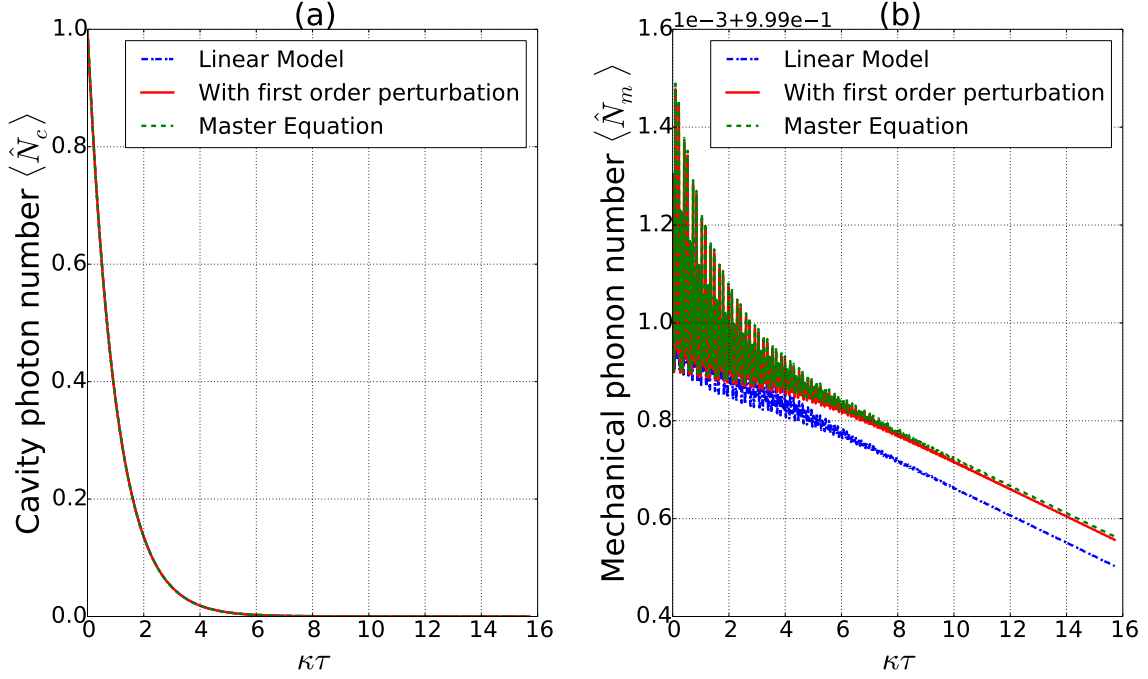 (a)
Cavity photon number ⟨N̂_c⟩
1.0
0.8
0.6
0.4
0.2
0.0
0 2 4 6 8 10 12 14 16
κτ
Linear Model
With first order perturbation
Master Equation
(b)
1e-3+9.99e-1
Mechanical phonon number ⟨N̂_m⟩
1.6
1.4
1.2
1.0
0.8
0.6
0.4
0 2 4 6 8 10 12 14 16
κτ
Linear Model
With first order perturbation
Master Equation